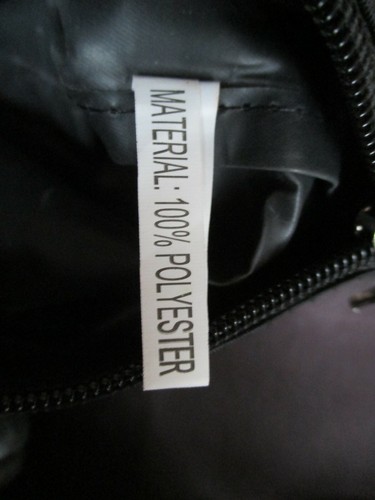 MATERIAL: 100% POLYESTER